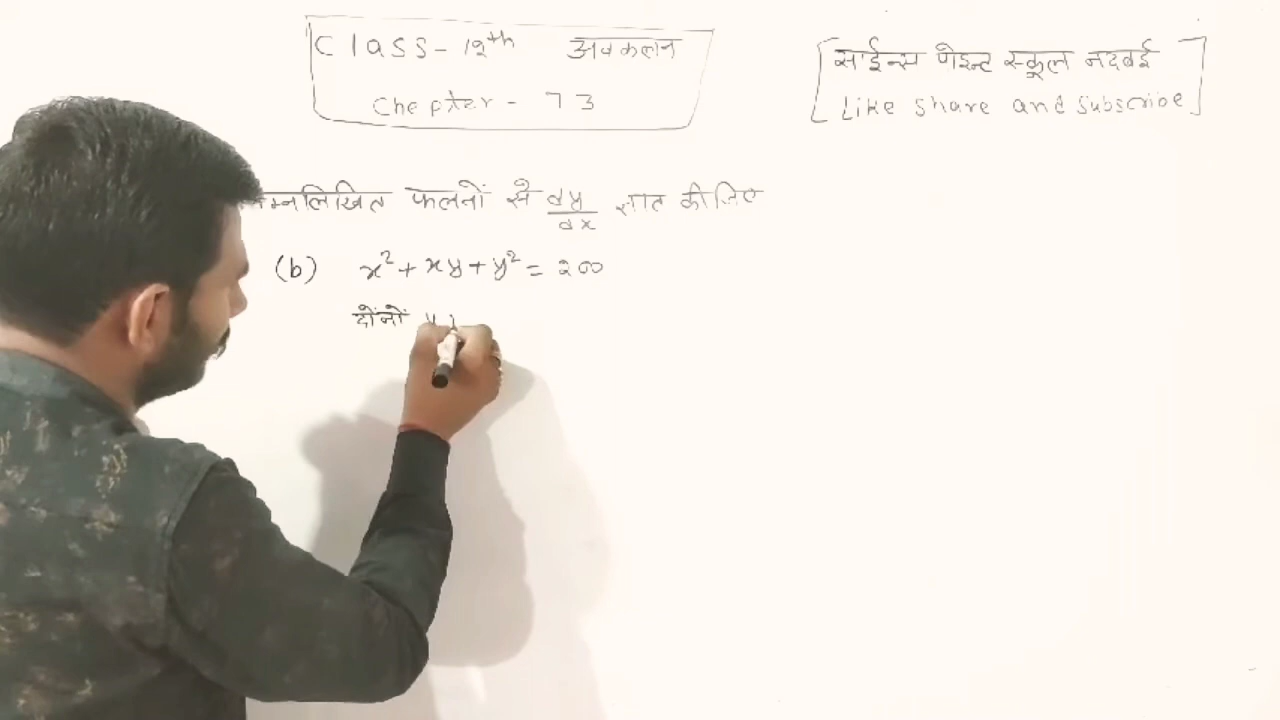 Class-12th अवकलन
Chepter-7 3
साईन्स पोइन्ट स्कूल नदबई
Like share and subscribe
म्नलिखित फलनों से dy/dx ज्ञात कीजिए
(b) x²+xy+y²=200
दोंनों